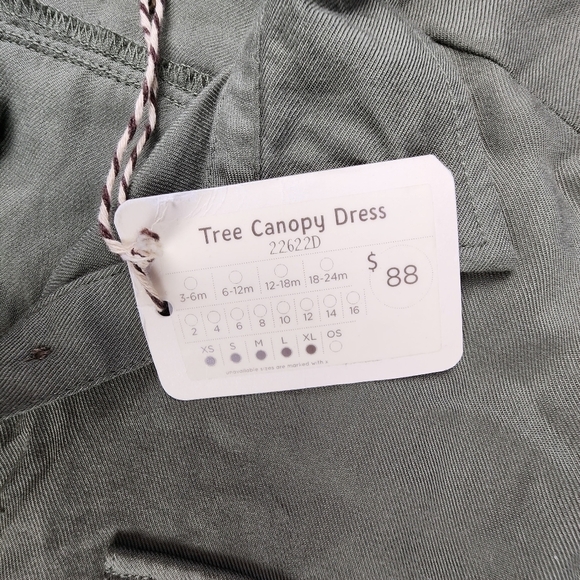 Tree Canopy Dress
22622D
3-6m 6-12m 12-18m 18-24m
$ 88
2 4 6 8 10 12 14 16
XS S M L XL OS